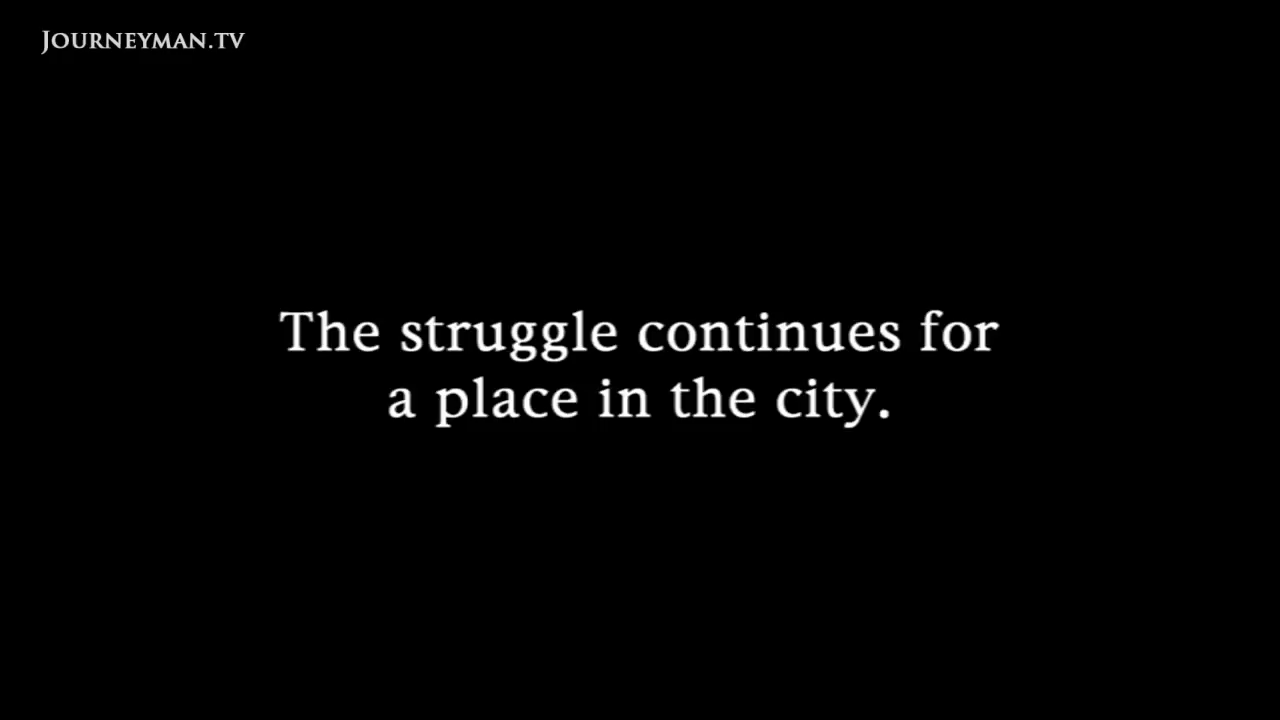 JOURNEYMAN.TV
The struggle continues for
a place in the city.